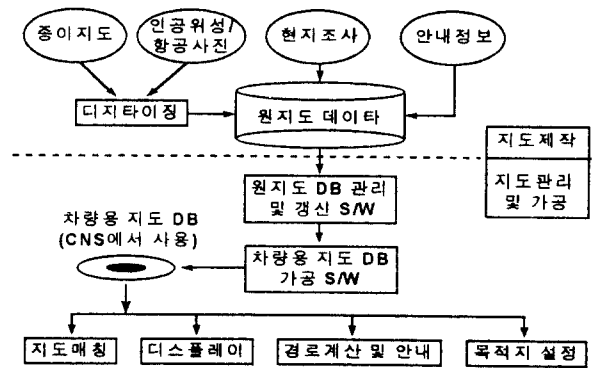 종이지도
인공위성/
항공사진
현지조사
안내정보
디지타이징
원지도 데이타
지도제작
지도관리
및 가공
원지도 DB 관리
및 갱신 S/W
차량용 지도 DB
(CNS에서 사용)
차량용 지도 DB
가공 S/W
지도매칭
디스플레이
경로계산 및 안내
목적지 설정